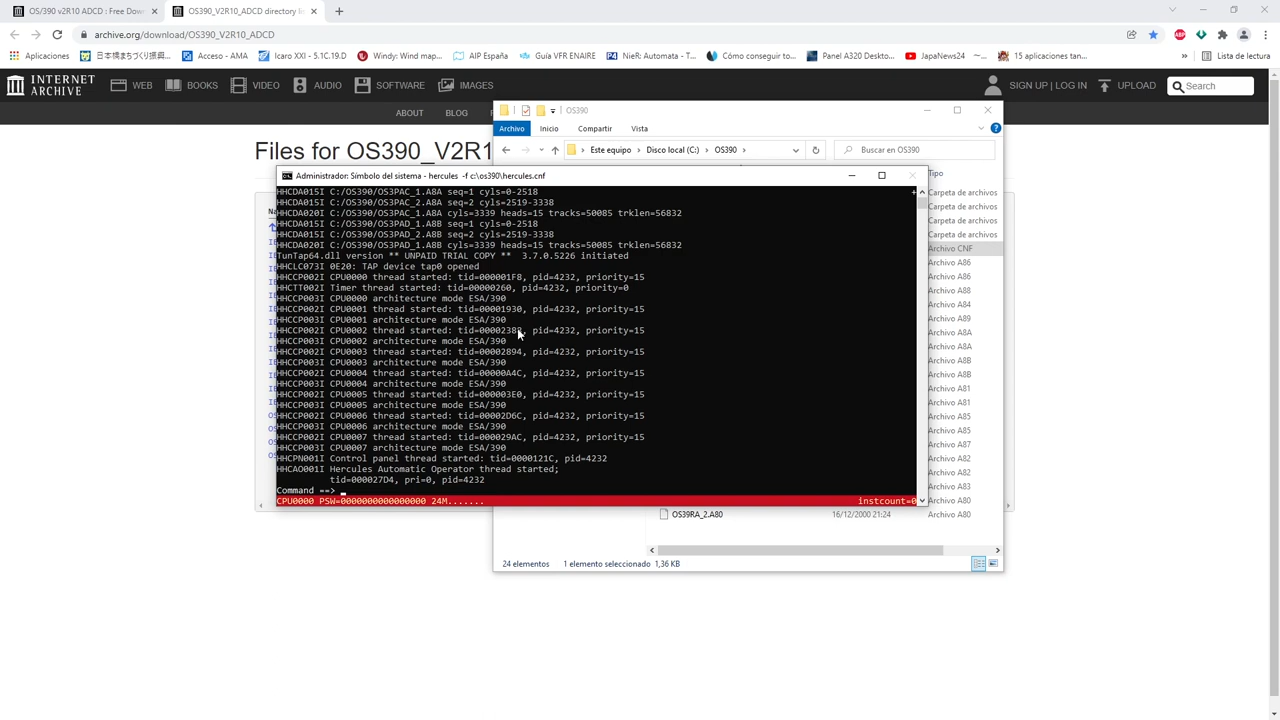 OS/390 v2R10 ADCD : Free Down
OS390_V2R10_ADCD directory lis
archive.org/download/OS390_V2R10_ADCD
Aplicaciones
Acceso - AMA
Icaro XXI - 5.1C.19.D
Windy: Wind map...
AIP España
Guía VFR ENAIRE
NieR: Automata - T...
Cómo conseguir to...
Panel A320 Desktop...
JapaNews24 ~...
15 aplicaciones tan...
Lista de lectura
INTERNET
ARCHIVE
WEB
BOOKS
VIDEO
AUDIO
SOFTWARE
IMAGES
SIGN UP | LOG IN
UPLOAD
Search
ABOUT
BLOG
Files for OS390_V2R1
Na
OS390
Archivo
Inicio
Compartir
Vista
Este equipo
Disco local (C:)
OS390
Buscar en OS390
Administrador: Símbolo del sistema - hercules -f c:\os390\hercules.cnf
HHCDA015I C:/OS390/OS3PAC_1.A8A seq=1 cyls=0-2518
HHCDA015I C:/OS390/OS3PAC_2.A8A seq=2 cyls=2519-3338
HHCDA020I C:/OS390/OS3PAC_1.A8A cyls=3339 heads=15 tracks=50085 trklen=56832
HHCDA015I C:/OS390/OS3PAD_1.A8B seq=1 cyls=0-2518
HHCDA015I C:/OS390/OS3PAD_2.A8B seq=2 cyls=2519-3338
HHCDA020I C:/OS390/OS3PAD_1.A8B cyls=3339 heads=15 tracks=50085 trklen=56832
TunTap64.dll version ** UNPAID TRIAL COPY ** 3.7.0.5226 initiated
HHCLC073I 0E20: TAP device tap0 opened
HHCCP002I CPU0000 thread started: tid=000001F8, pid=4232, priority=15
HHCTT002I Timer thread started: tid=00000260, pid=4232, priority=0
HHCCP003I CPU0000 architecture mode ESA/390
HHCCP002I CPU0001 thread started: tid=00001930, pid=4232, priority=15
HHCCP003I CPU0001 architecture mode ESA/390
HHCCP002I CPU0002 thread started: tid=00002388, pid=4232, priority=15
HHCCP003I CPU0002 architecture mode ESA/390
HHCCP002I CPU0003 thread started: tid=00002894, pid=4232, priority=15
HHCCP003I CPU0003 architecture mode ESA/390
HHCCP002I CPU0004 thread started: tid=00000A4C, pid=4232, priority=15
HHCCP003I CPU0004 architecture mode ESA/390
HHCCP002I CPU0005 thread started: tid=000003E0, pid=4232, priority=15
HHCCP003I CPU0005 architecture mode ESA/390
HHCCP002I CPU0006 thread started: tid=00002D6C, pid=4232, priority=15
HHCCP003I CPU0006 architecture mode ESA/390
HHCCP002I CPU0007 thread started: tid=000029AC, pid=4232, priority=15
HHCCP003I CPU0007 architecture mode ESA/390
HHCPN001I Control panel thread started: tid=0000121C, pid=4232
HHCAO001I Hercules Automatic Operator thread started;
tid=000027D4, pri=0, pid=4232
Command ==>
CPU0000 PSW=0000000000000000 24M....... instcount=0
Tipo
Carpeta de archivos
Carpeta de archivos
Carpeta de archivos
Carpeta de archivos
Archivo CNF
Archivo A86
Archivo A86
Archivo A88
Archivo A84
Archivo A89
Archivo A8A
Archivo A8A
Archivo A8B
Archivo A8B
Archivo A81
Archivo A81
Archivo A85
Archivo A85
Archivo A87
Archivo A82
Archivo A82
Archivo A83
Archivo A80
OS39RA_2.A80 16/12/2000 21:24 Archivo A80
24 elementos 1 elemento seleccionado 1,36 KB